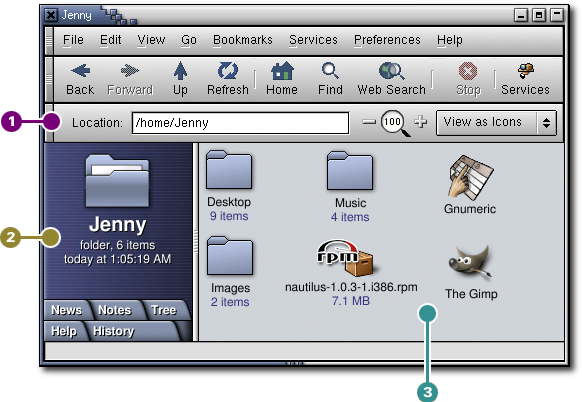 Jenny
File Edit View Go Bookmarks Services Preferences Help
Back Forward Up Refresh Home Find Web Search Stop Services
1
Location: /home/Jenny 100 View as Icons
2
Jenny
folder, 6 items
today at 1:05:19 AM
News Notes Tree
Help History
Desktop
9 items
Music
4 items
Gnumeric
Images
2 items
rpm
nautilus-1.0.3-1.i386.rpm
7.1 MB
The Gimp
3